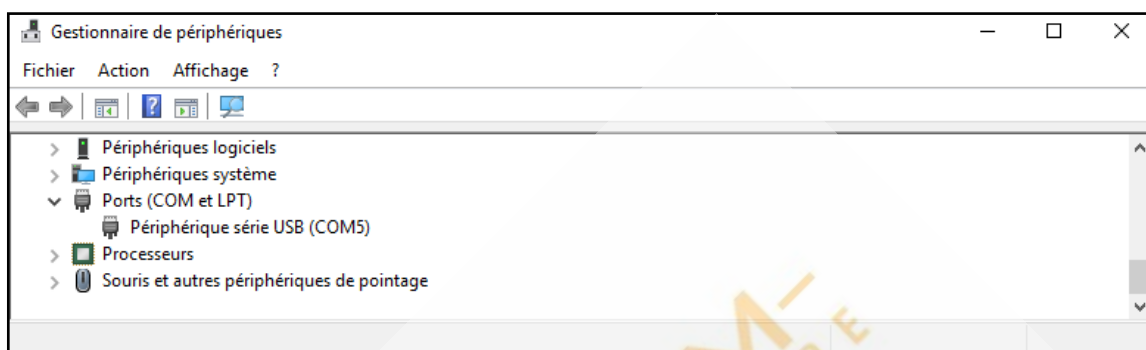 Gestionnaire de périphériques
Fichier Action Affichage ?
Périphériques logiciels
Périphériques système
Ports (COM et LPT)
Périphérique série USB (COM5)
Processeurs
Souris et autres périphériques de pointage